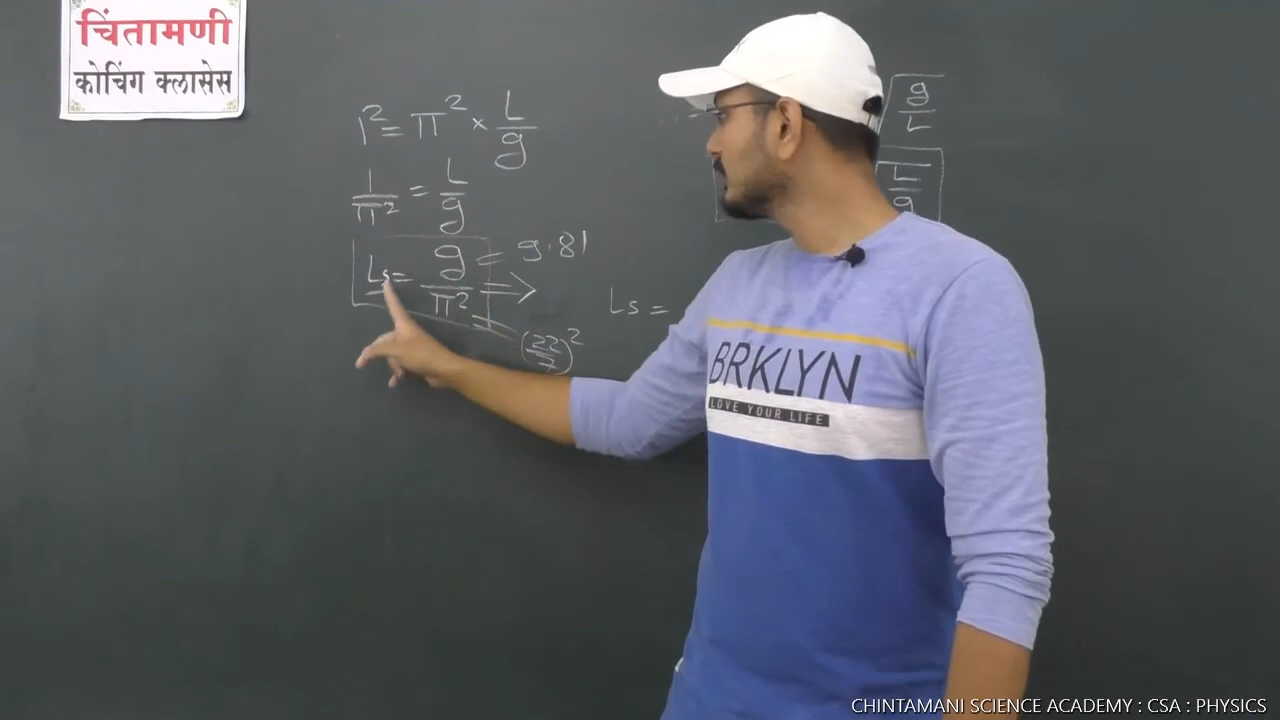 चिंतामणी
कोचिंग क्लासेस
1² = π² × L/g
1/π² = L/g
Ls = g/π² = 9.81
(22/7)²
Ls =
g/L
L/g
BRKLYN
LOVE YOUR LIFE
CHINTAMANI SCIENCE ACADEMY : CSA : PHYSICS